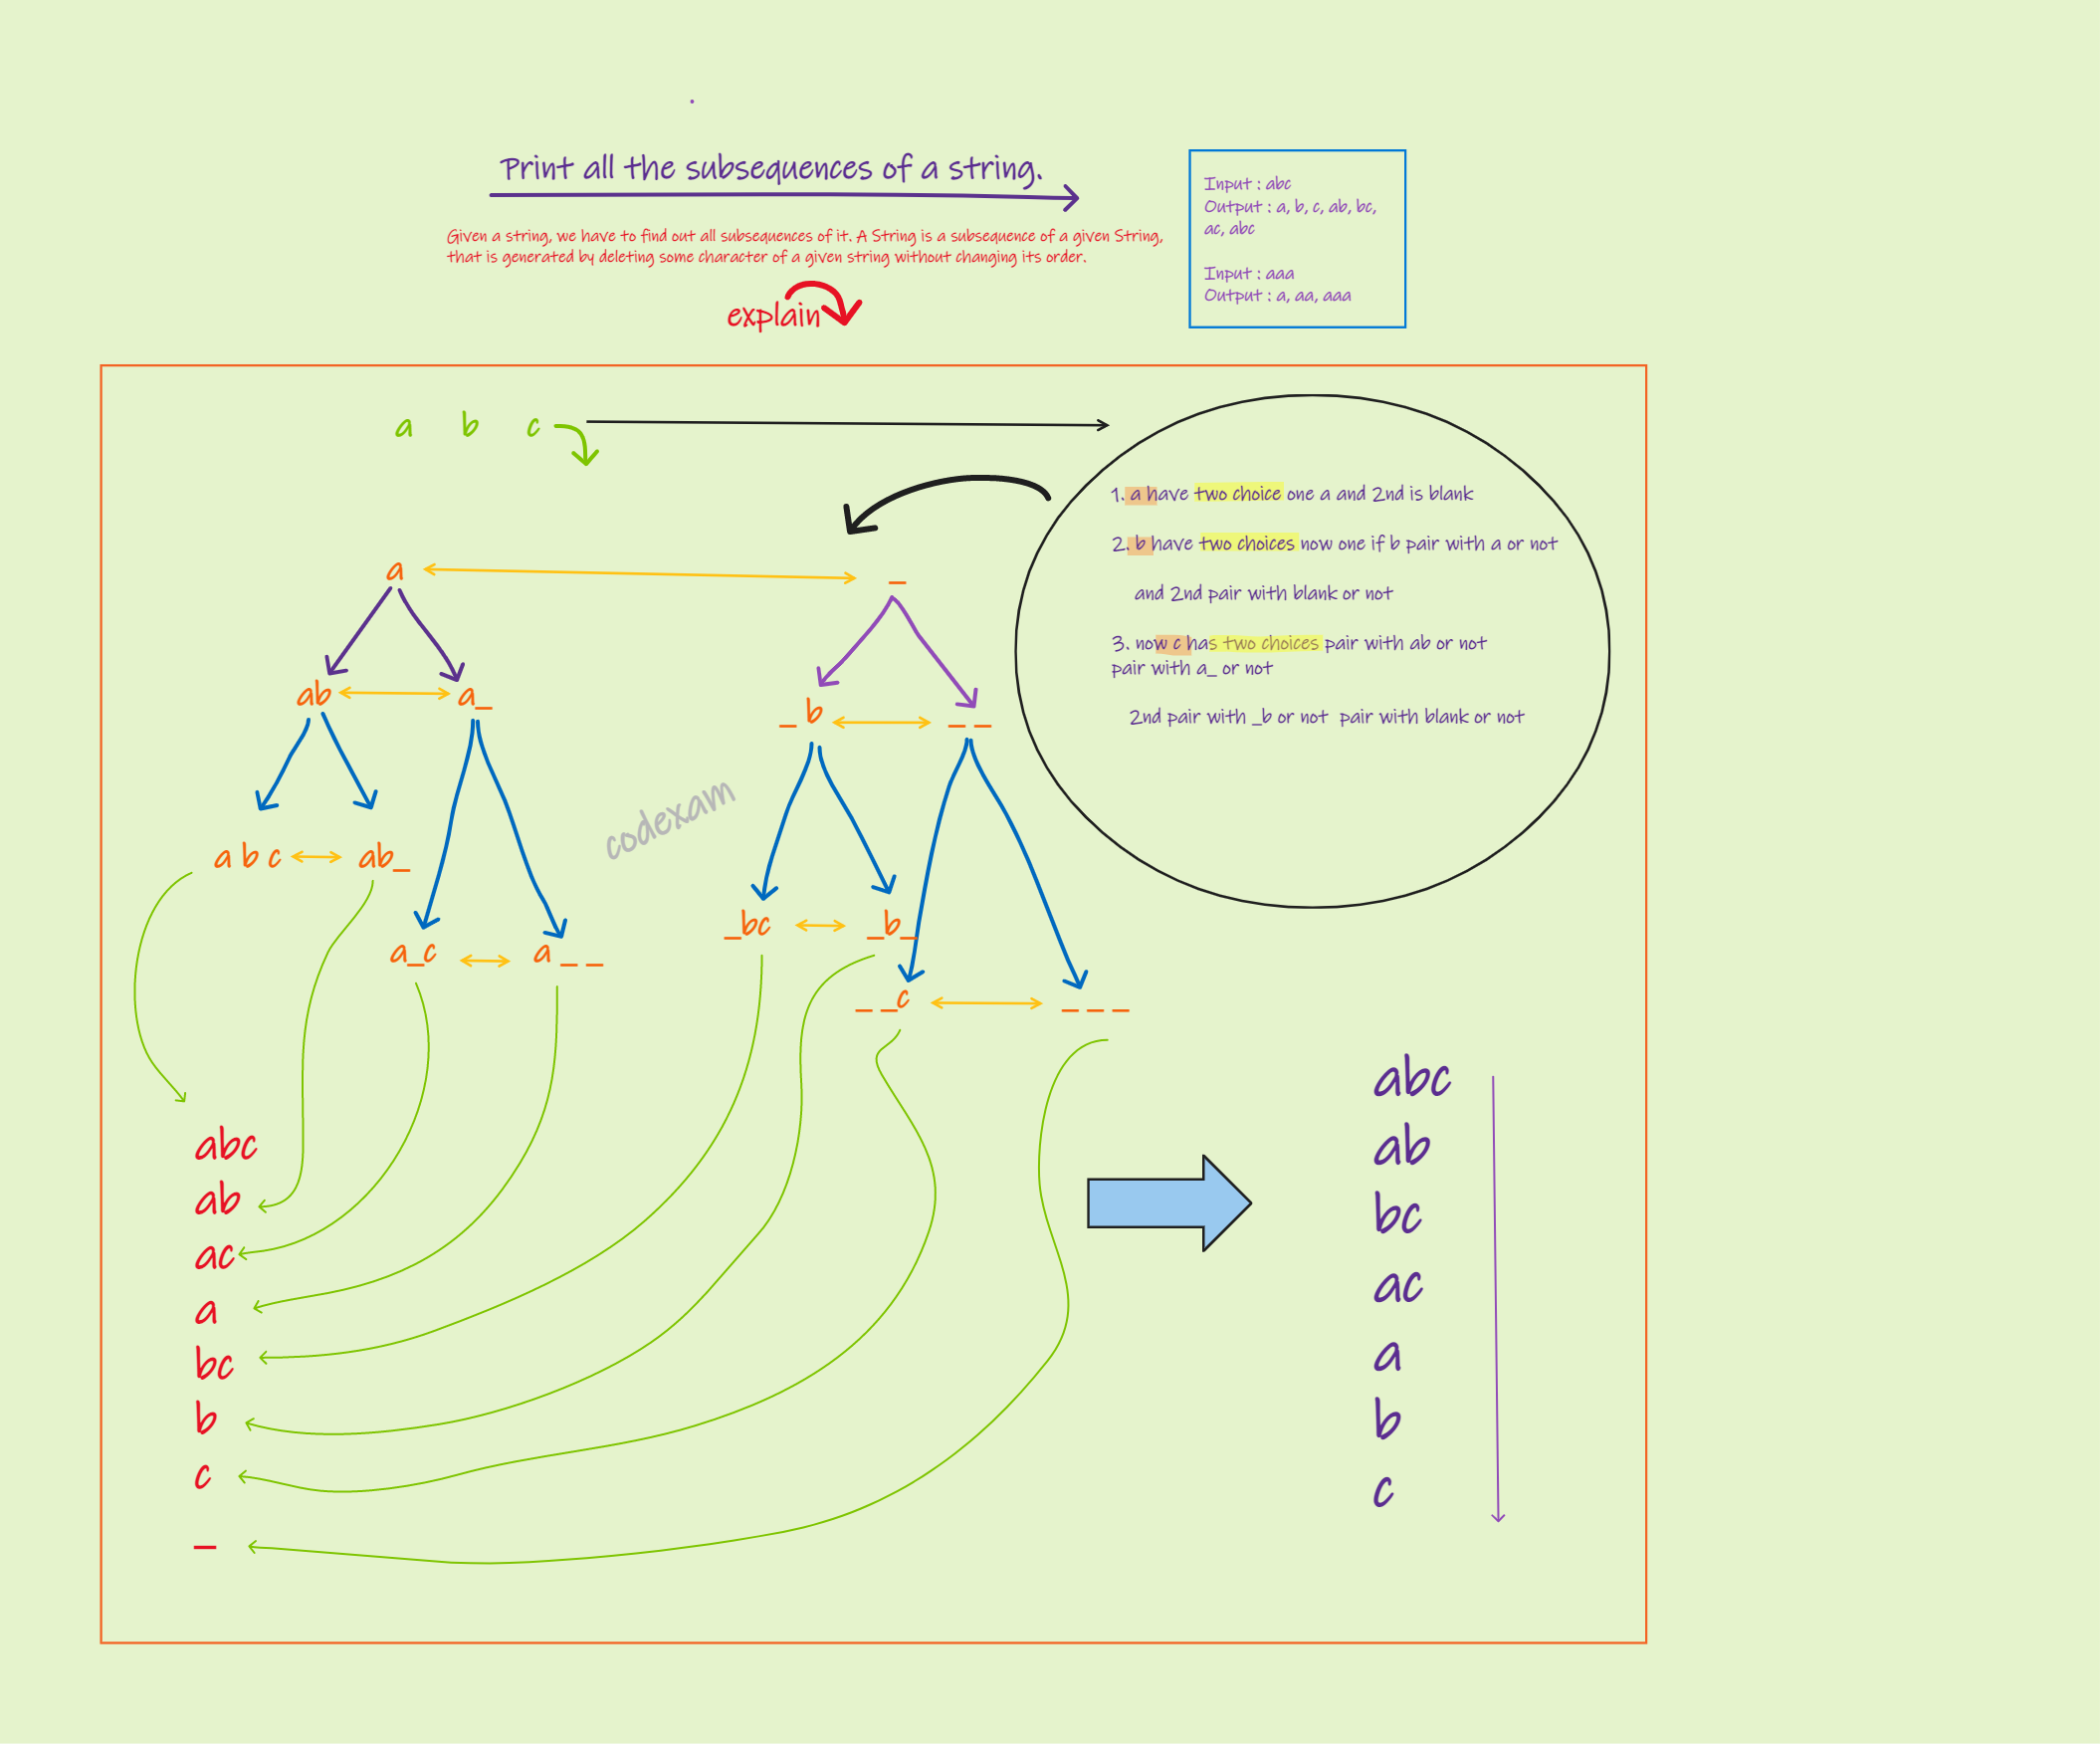 Print all the subsequences of a string.
Given a string, we have to find out all subsequences of it. A String is a subsequence of a given String,
that is generated by deleting some character of a given string without changing its order.
explain
Input : abc
Output : a, b, c, ab, bc,
ac, abc
Input : aaa
Output : a, aa, aaa
a b c
1. a have two choice one a and 2nd is blank
2. b have two choices now one if b pair with a or not
and 2nd pair with blank or not
3. now c has two choices pair with ab or not
pair with a_ or not
2nd pair with _b or not pair with blank or not
a _
ab a_ _ b _ _
codexam
a b c ab_
_bc _b_
a_c a _ _
_ _c _ _ _
abc
ab
ac
a
bc
b
c
_
abc
ab
bc
ac
a
b
c